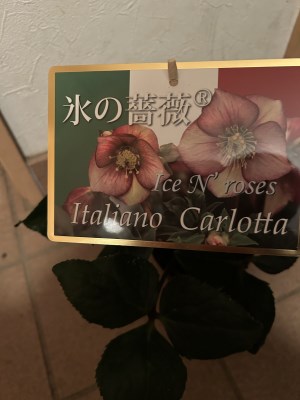 氷の薔薇®
Ice N' roses
Italiano Carlotta